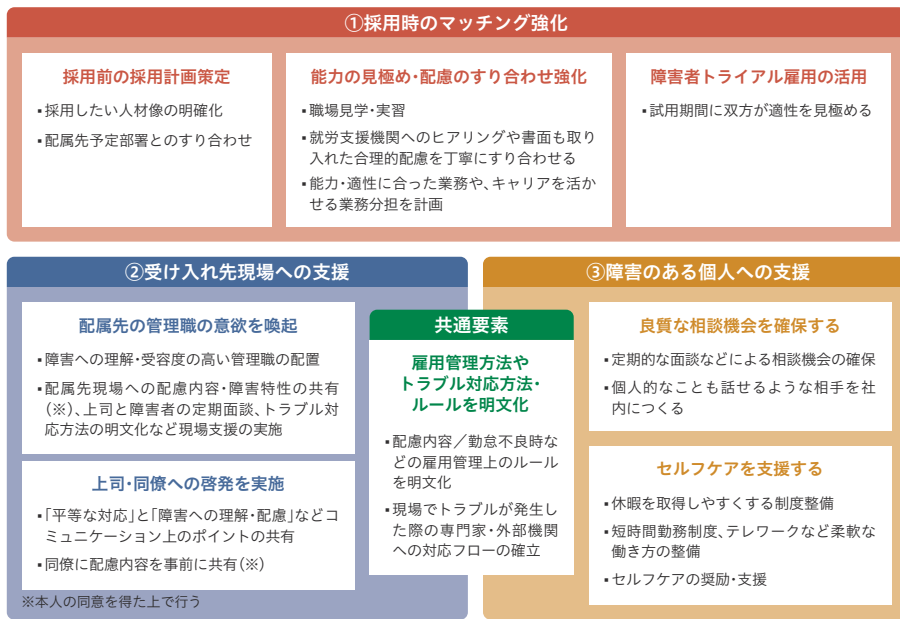 ①採用時のマッチング強化
採用前の採用計画策定
▪採用したい人材像の明確化
▪配属先予定部署とのすり合わせ
能力の見極め・配慮のすり合わせ強化
▪職場見学・実習
▪就労支援機関へのヒアリングや書面も取り
入れた合理的配慮を丁寧にすり合わせる
▪能力・適性に合った業務や、キャリアを活か
せる業務分担を計画
障害者トライアル雇用の活用
▪試用期間に双方が適性を見極める
②受け入れ先現場への支援
配属先の管理職の意欲を喚起
▪障害への理解・受容度の高い管理職の配置
▪配属先現場への配慮内容・障害特性の共有
(※)、上司と障害者の定期面談、トラブル対
応方法の明文化など現場支援の実施
上司・同僚への啓発を実施
▪「平等な対応」と「障害への理解・配慮」などコ
ミュニケーション上のポイントの共有
▪同僚に配慮内容を事前に共有(※)
※本人の同意を得た上で行う
共通要素
雇用管理方法や
トラブル対応方法・
ルールを明文化
▪配慮内容／勤怠不良時な
どの雇用管理上のルール
を明文化
▪現場でトラブルが発生し
た際の専門家・外部機関
への対応フローの確立
③障害のある個人への支援
良質な相談機会を確保する
▪定期的な面談などによる相談機会の確保
▪個人的なことも話せるような相手を社
内につくる
セルフケアを支援する
▪休暇を取得しやすくする制度整備
▪短時間勤務制度、テレワークなど柔軟な
働き方の整備
▪セルフケアの奨励・支援